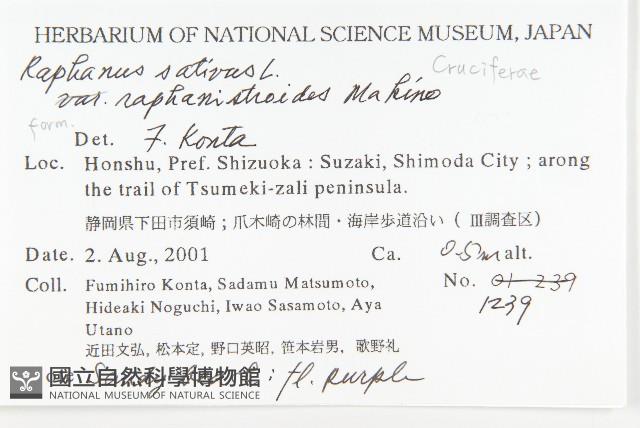 HERBARIUM OF NATIONAL SCIENCE MUSEUM, JAPAN
Raphanus sativus L.
Cruciferae
var. raphanistroides Makino
form.
Det. F. Konta
Loc. Honshu, Pref. Shizuoka : Suzaki, Shimoda City ; arong
the trail of Tsumeki-zali peninsula.
静岡県下田市須崎 ; 爪木崎の林間・海岸歩道沿い ( Ⅲ調査区)
Date. 2. Aug., 2001 Ca. 0-5m alt.
Coll. Fumihiro Konta, Sadamu Matsumoto, No. 01-239
Hideaki Noguchi, Iwao Sasamoto, Aya 1239
Utano
近田文弘, 松本定, 野口英昭, 笹本岩男, 歌野礼
; fl. purple
國立自然科學博物館
NATIONAL MUSEUM OF NATURAL SCIENCE